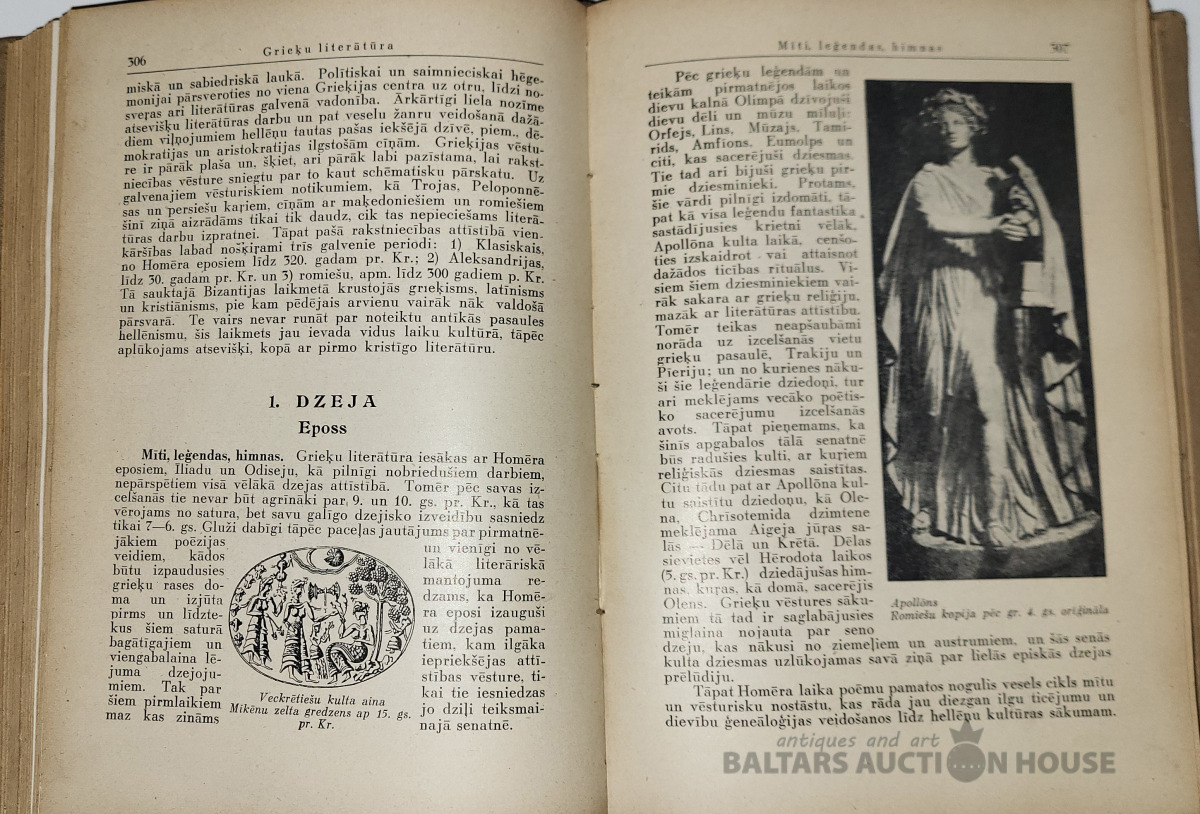 306
Grieķu literātūra
miskā un sabiedriskā laukā. Polītiskai un saimnieciskai hēge-
monijai pārsveroties no viena Grieķijas centra uz otru, līdzi no-
sveras ari literātūras galvenā vadonība. Ārkārtīgi liela nozīme
atsevišķu literātūras darbu un pat veselu žanru veidošanā dažā-
diem viļņojumiem hellēņu tautas pašas iekšējā dzīvē, piem., dē-
mokratijas un aristokratijas ilgstošām cīņām. Grieķijas vēstu-
re ir pārāk plaša un, šķiet, ari pārāk labi pazīstama, lai rakst-
niecības vēsture sniegtu par to kaut schēmatisku pārskatu. Uz
galvenajiem vēsturiskiem notikumiem, kā Trojas, Peloponnē-
sas un persiešu kariem, cīņām ar maķedoniešiem un romiešiem
šinī ziņā aizrādāms tikai tik daudz, cik tas nepieciešams literā-
tūras darbu izpratnei. Tāpat pašā rakstniecības attīstībā vien-
kāršības labad nošķirami trīs galvenie periodi: 1) Klasiskais,
no Homēra eposiem līdz 320. gadam pr. Kr.; 2) Aleksandrijas,
līdz 30. gadam pr. Kr. un 3) romiešu, apm. līdz 300 gadiem p. Kr.
Tā sauktajā Bizantijas laikmetā krustojās grieķisms, latīnisms
un kristiānisms, pie kam pēdējais arvienu vairāk nāk valdošā
pārsvarā. Te vairs nevar runāt par noteiktu antīkās pasaules
hellēnismu, šis laikmets jau ievada vidus laiku kultūrā, tāpēc
aplūkojams atsevišķi, kopā ar pirmo kristīgo literātūru.
1. DZEJA
Eposs
Mīti, leģendas, himnas. Grieķu literātūra iesākas ar Homēra
eposiem, Īliadu un Odiseju, kā pilnīgi nobriedušiem darbiem,
nepārspētiem visā vēlākā dzejas attīstībā. Tomēr pēc savas iz-
celšanās tie nevar būt agrīnāki par 9. un 10. gs. pr. Kr., kā tas
vērojams no satura, bet savu galīgo dzejisko izveidību sasniedz
tikai 7—6. gs. Gluži dabīgi tāpēc paceļas jautājums par pirmatnē-
jākiem poēzijas
veidiem, kādos
būtu izpaudusies
grieķu rases do-
ma un izjūta
pirms un līdzte-
kus šiem saturā
bagātīgajiem un
viengabalaina lē-
juma dzejoju-
miem. Tak par
šiem pirmlaikiem
maz kas zināms
Veckrētiešu kulta aina
Mikēnu zelta gredzens ap 15. gs.
pr. Kr.
un vienīgi no vē-
lākā literāriskā
mantojuma re-
dzams, ka Homē-
ra eposi izauguši
uz dzejas pama-
tiem, kam ilgāka
iepriekšējas attī-
stības vēsture, ti-
kai tie iesniedzas
jo dziļi teiksmai-
najā senatnē.
Mīti, leģendas, himnas
307
Pēc grieķu leģendām un
teikām pirmatnējos laikos
dievu kalnā Olimpā dzīvojuši
dievu dēli un mūzu miluļi:
Orfejs, Lins, Mūzajs, Tami-
rids, Amfions, Eumolps un
citi, kas sacerējuši dziesmas.
Tie tad ari bijuši grieķu pir-
mie dziesminieki. Protams,
šie vārdi pilnīgi izdomāti, tā-
pat kā visa leģendu fantastika
sastādījusies krietni vēlāk,
Apollōna kulta laikā, cenšo-
ties izskaidrot vai attaisnot
dažādos ticības rituālus. Vi-
siem šiem dziesminiekiem vai-
rāk sakara ar grieķu reliģiju,
mazāk ar literātūras attīstību.
Tomēr teikas neapšaubāmi
norāda uz izcelšanās vietu
grieķu pasaulē, Trakiju un
Pīeriju; un no kurienes nāku-
ši šie leģendārie dziedoņi, tur
ari meklējams vecāko poētis-
ko sacerējumu izcelšanās
avots. Tāpat pieņemams, ka
šinīs apgabalos tālā senatnē
būs radušies kulti, ar kuriem
reliģiskās dziesmas saistītas.
Citu tādu pat ar Apollōna kul-
tu saistītu dziedoņu, kā Ole-
na, Chrīsotemida dzimtene
meklējama Aigeja jūras sa-
lās — Dēlā un Krētā. Dēlas
sievietes vēl Hērodota laikos
(5. gs. pr. Kr.) dziedājušas him-
nas, kuras, kā domā, sacerējis
Olens. Grieķu vēstures sāku-
miem tā tad ir saglabājusies
miglaina nojauta par seno
dzeju, kas nākusi no ziemeļiem un austrumiem, un šās senās
kulta dziesmas uzlūkojamas savā ziņā par lielās episkās dzejas
prēlūdiju.
Tāpat Homēra laika poēmu pamatos nogulis vesels cikls mītu
un vēsturisku nostāstu, kas rāda jau diezgan ilgu ticējumu un
dievību ģeneāloģijas veidošanos līdz hellēņu kultūras sākumam.
Apollōns
Romiešu kopija pēc gr. 4. gs. oriģināla
antiques and art
BALTARS AUCTION HOUSE